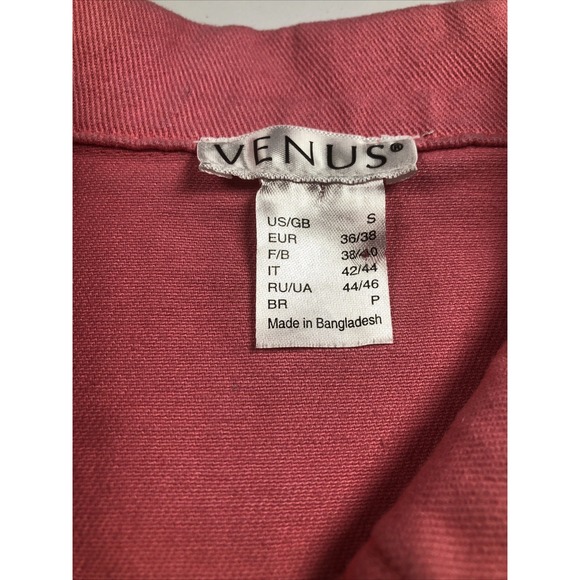 VENUS®
US/GB S
EUR 36/38
F/B 38/40
IT 42/44
RU/UA 44/46
BR P
Made in Bangladesh